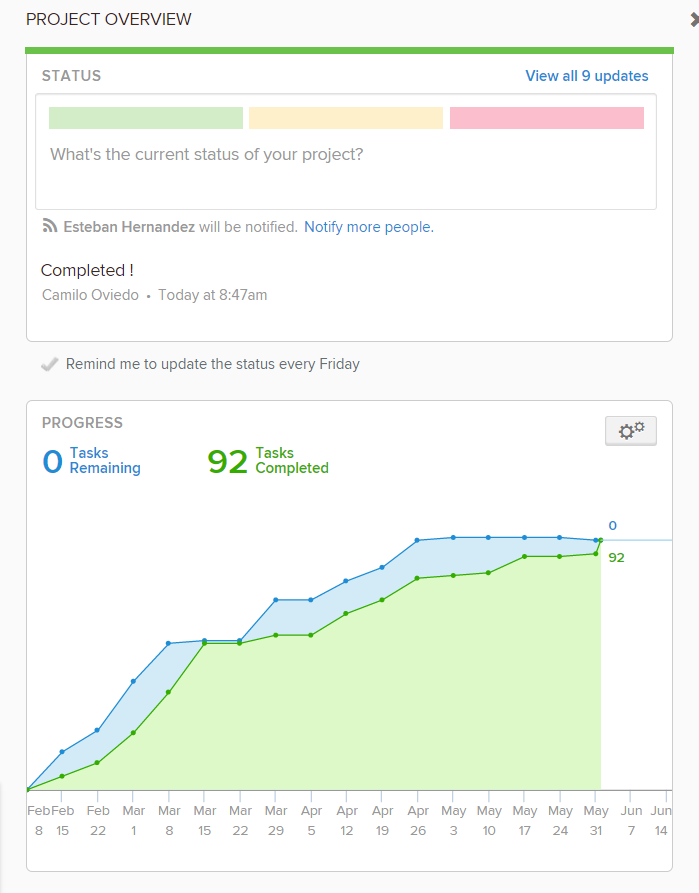 PROJECT OVERVIEW
STATUS
View all 9 updates
What's the current status of your project?
Esteban Hernandez will be notified. Notify more people.
Completed !
Camilo Oviedo • Today at 8:47am
Remind me to update the status every Friday
PROGRESS
0 Tasks Remaining
92 Tasks Completed
0
92
Feb Feb Feb Mar Mar Mar Mar Mar Apr Apr Apr Apr May May May May May Jun Jun
8 15 22 1 8 15 22 29 5 12 19 26 3 10 17 24 31 7 14